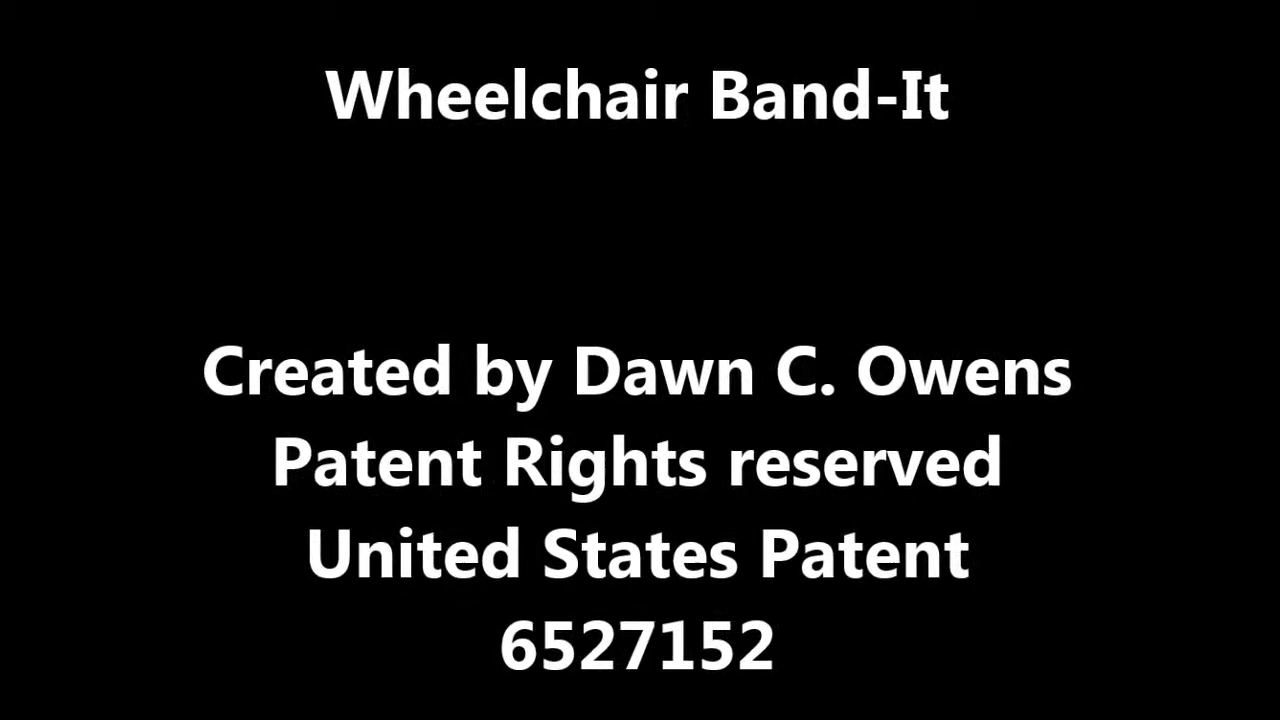 Wheelchair Band-It
Created by Dawn C. Owens
Patent Rights reserved
United States Patent
6527152